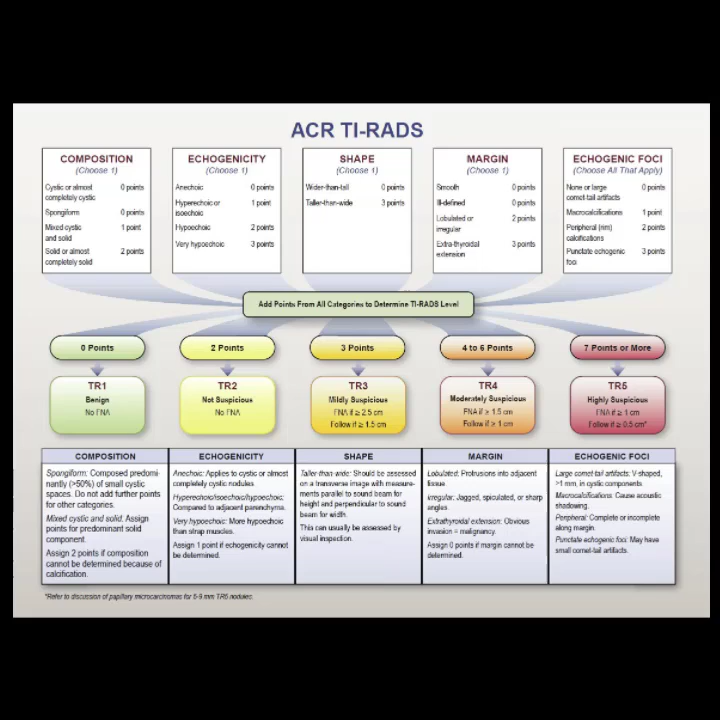 ACR TI-RADS
COMPOSITION
(Choose 1)
Cystic or almost 0 points
completely cystic
Spongiform 0 points
Mixed cystic 1 point
and solid
Solid or almost 2 points
completely solid
ECHOGENICITY
(Choose 1)
Anechoic 0 points
Hyperechoic or 1 point
isoechoic
Hypoechoic 2 points
Very hypoechoic 3 points
SHAPE
(Choose 1)
Wider-than-tall 0 points
Taller-than-wide 3 points
MARGIN
(Choose 1)
Smooth 0 points
Ill-defined 0 points
Lobulated or 2 points
irregular
Extra-thyroidal 3 points
extension
ECHOGENIC FOCI
(Choose All That Apply)
None or large 0 points
comet-tail artifacts
Macrocalcifications 1 point
Peripheral (rim) 2 points
calcifications
Punctate echogenic 3 points
foci
Add Points From All Categories to Determine TI-RADS Level
0 Points
2 Points
3 Points
4 to 6 Points
7 Points or More
TR1
Benign
No FNA
TR2
Not Suspicious
No FNA
TR3
Mildly Suspicious
FNA if ≥ 2.5 cm
Follow if ≥ 1.5 cm
TR4
Moderately Suspicious
FNA if ≥ 1.5 cm
Follow if ≥ 1 cm
TR5
Highly Suspicious
FNA if ≥ 1 cm
Follow if ≥ 0.5 cm*
COMPOSITION
Spongiform: Composed predomi-
nantly (>50%) of small cystic
spaces. Do not add further points
for other categories.
Mixed cystic and solid: Assign
points for predominant solid
component.
Assign 2 points if composition
cannot be determined because of
calcification.
ECHOGENICITY
Anechoic: Applies to cystic or almost
completely cystic nodules.
Hyperechoic/isoechoic/hypoechoic:
Compared to adjacent parenchyma.
Very hypoechoic: More hypoechoic
than strap muscles.
Assign 1 point if echogenicity cannot
be determined.
SHAPE
Taller-than-wide: Should be assessed
on a transverse image with measure-
ments parallel to sound beam for
height and perpendicular to sound
beam for width.
This can usually be assessed by
visual inspection.
MARGIN
Lobulated: Protrusions into adjacent
tissue.
Irregular: Jagged, spiculated, or sharp
angles.
Extrathyroidal extension: Obvious
invasion = malignancy.
Assign 0 points if margin cannot be
determined.
ECHOGENIC FOCI
Large comet-tail artifacts: V-shaped,
>1 mm, in cystic components.
Macrocalcifications: Cause acoustic
shadowing.
Peripheral: Complete or incomplete
along margin.
Punctate echogenic foci: May have
small comet-tail artifacts.
*Refer to discussion of papillary microcarcinomas for 5-9 mm TR5 nodules.